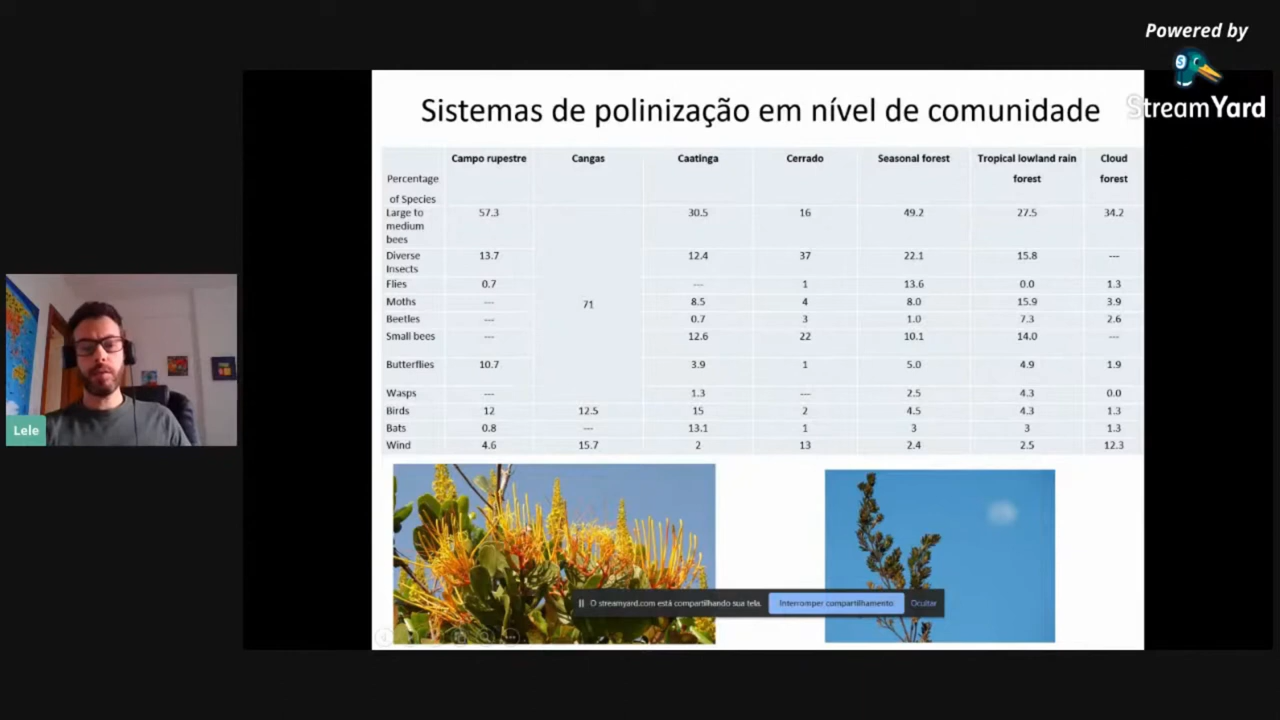 Powered by
StreamYard
Sistemas de polinização em nível de comunidade
Percentage of Species Campo rupestre Cangas Caatinga Cerrado Seasonal forest Tropical lowland rain forest Cloud forest
Large to medium bees 57.3 30.5 16 49.2 27.5 34.2
Diverse Insects 13.7 12.4 37 22.1 15.8 ---
Flies 0.7 --- 1 13.6 0.0 1.3
71
Moths --- 8.5 4 8.0 15.9 3.9
Beetles --- 0.7 3 1.0 7.3 2.6
Small bees --- 12.6 22 10.1 14.0 ---
Butterflies 10.7 3.9 1 5.0 4.9 1.9
Wasps --- 1.3 --- 2.5 4.3 0.0
Birds 12 12.5 15 2 4.5 4.3 1.3
Bats 0.8 --- 13.1 1 3 3 1.3
Wind 4.6 15.7 2 13 2.4 2.5 12.3
Lele
O streamyard.com está compartilhando sua tela. Interromper compartilhamento Ocultar